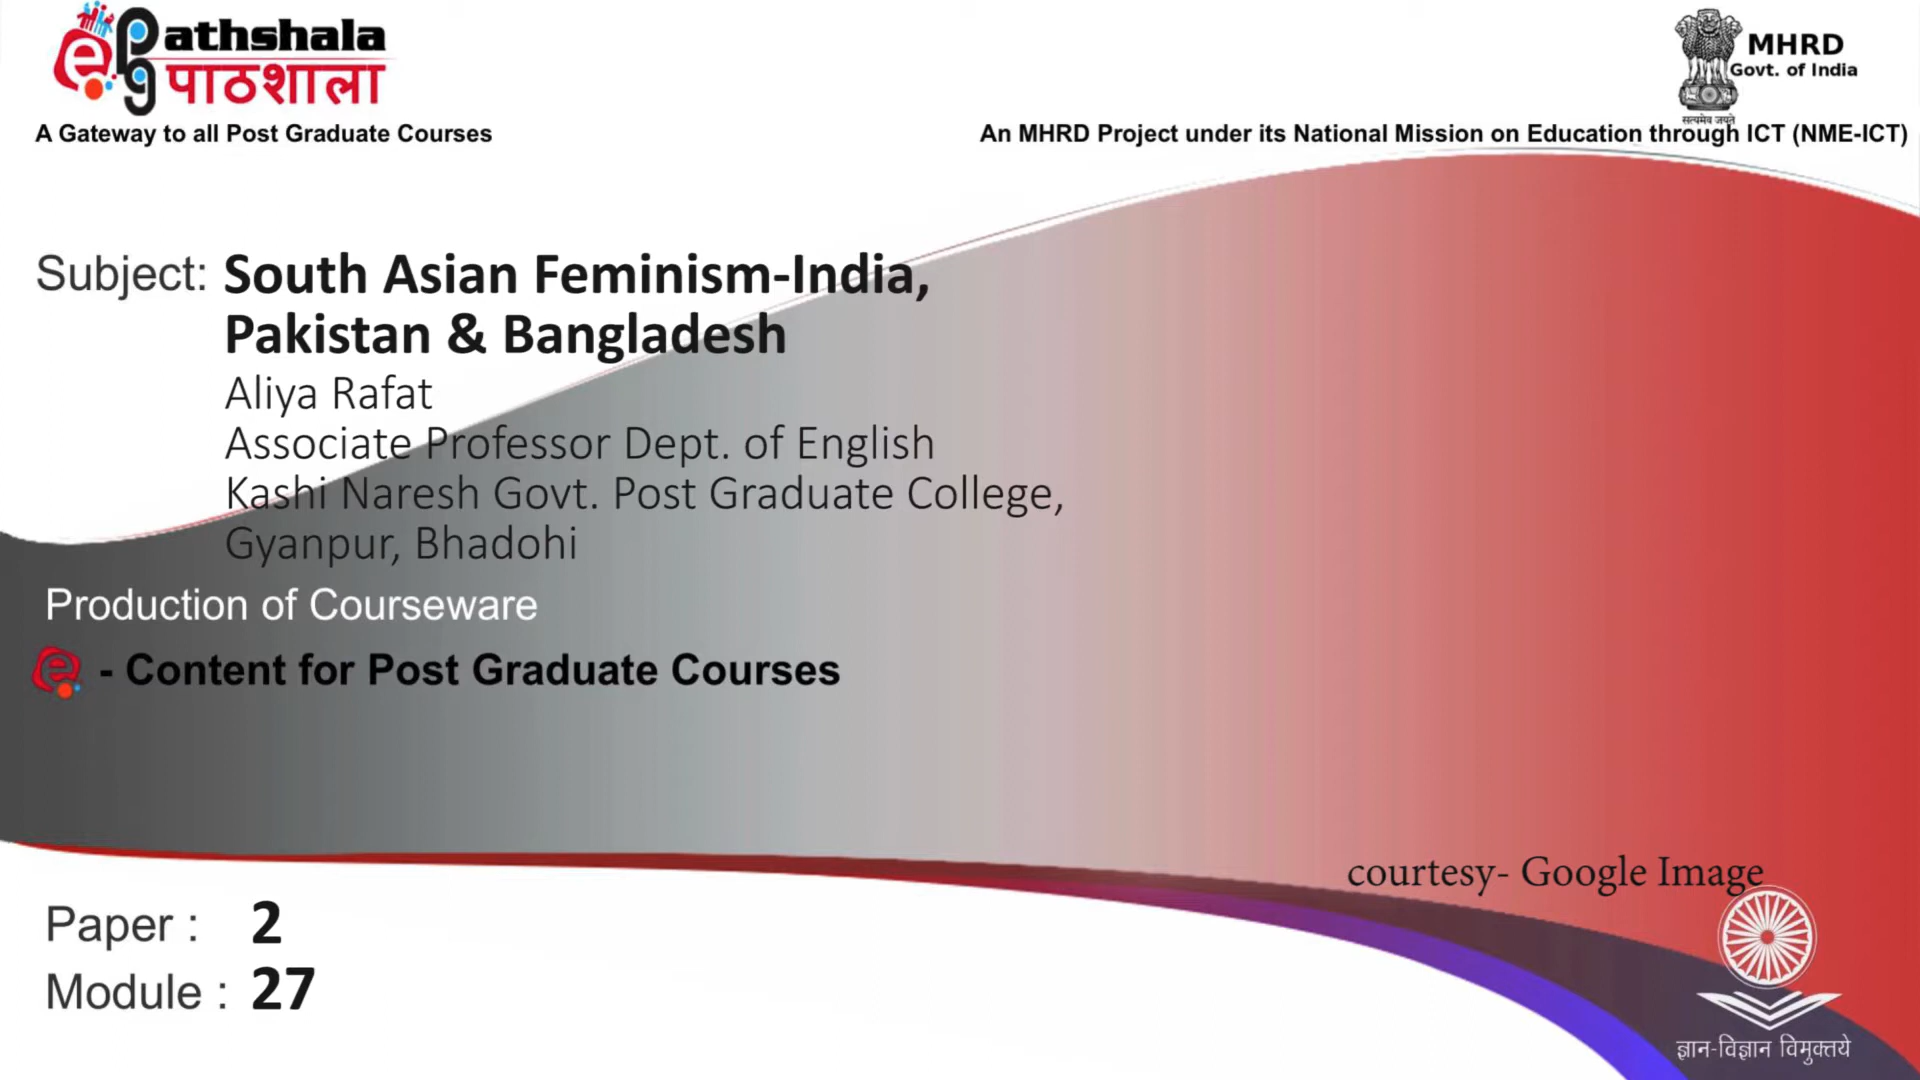 ePG athshala
पाठशाला
A Gateway to all Post Graduate Courses
MHRD
Govt. of India
सत्यमेव जयते
An MHRD Project under its National Mission on Education through ICT (NME-ICT)
Subject: South Asian Feminism-India,
Pakistan & Bangladesh
Aliya Rafat
Associate Professor Dept. of English
Kashi Naresh Govt. Post Graduate College,
Gyanpur, Bhadohi
Production of Courseware
e - Content for Post Graduate Courses
courtesy- Google Image
Paper : 2
Module : 27
ज्ञान-विज्ञान विमुक्तये